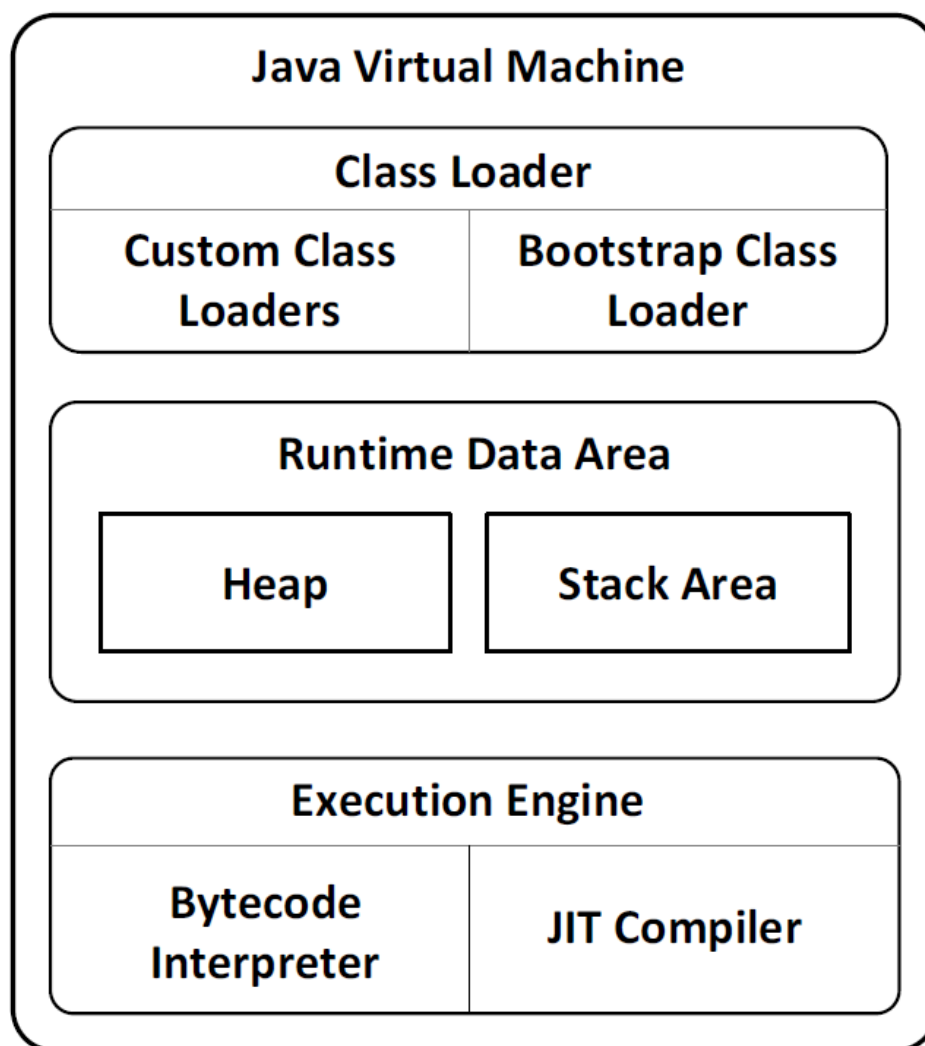 Java Virtual Machine
Class Loader
Custom Class
Loaders
Bootstrap Class
Loader
Runtime Data Area
Heap
Stack Area
Execution Engine
Bytecode
Interpreter
JIT Compiler